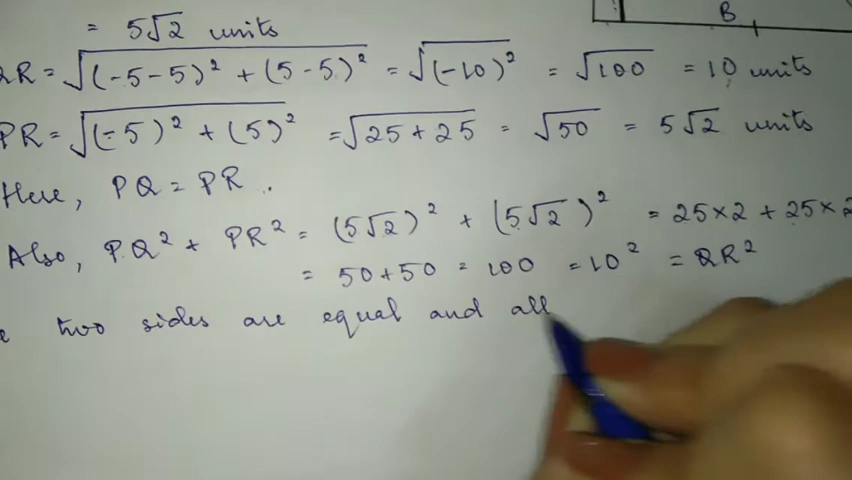 B
= 5√2 units
QR = √(-5-5)² + (5-5)² = √(-10)² = √100 = 10 units
PR = √(-5)² + (5)² = √25+25 = √50 = 5√2 units
Here, PQ = PR.
Also, PQ² + PR² = (5√2)² + (5√2)² = 25×2 + 25×2
= 50+50 = 100 = 10² = QR²
two sides are equal and all